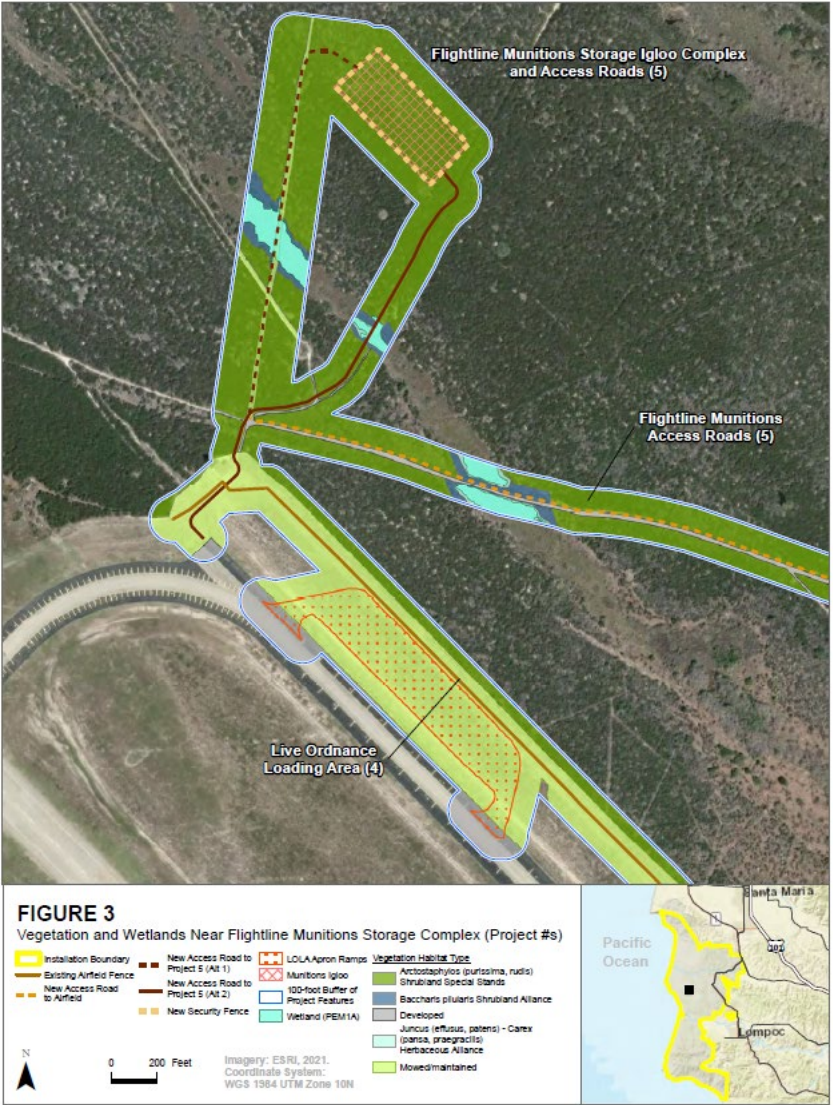 Flightline Munitions Storage Igloo Complex
and Access Roads (5)
Flightline Munitions
Access Roads (5)
Live Ordnance
Loading Area (4)
FIGURE 3
Vegetation and Wetlands Near Flightline Munitions Storage Complex (Project #s)
Installation Boundary
Existing Airfield Fence
New Access Road
to Airfield
New Access Road to
Project 5 (Alt 1)
New Access Road to
Project 5 (Alt 2)
New Security Fence
LOLA Apron Ramps
Munitions Igloo
100-foot Buffer of
Project Features
Wetland (PEM1A)
Vegetation Habitat Type
Arctostaphylos (purissima, rudis)
Shrubland Special Stands
Baccharis pilularis Shrubland Alliance
Developed
Juncus (effusus, patens) - Carex
(pansa, praegracilis)
Herbaceous Alliance
Mowed/maintained
N
0 200 Feet
Imagery: ESRI, 2021.
Coordinate System:
WGS 1984 UTM Zone 10N
Santa Maria
1
101
Pacific
Ocean
Lompoc